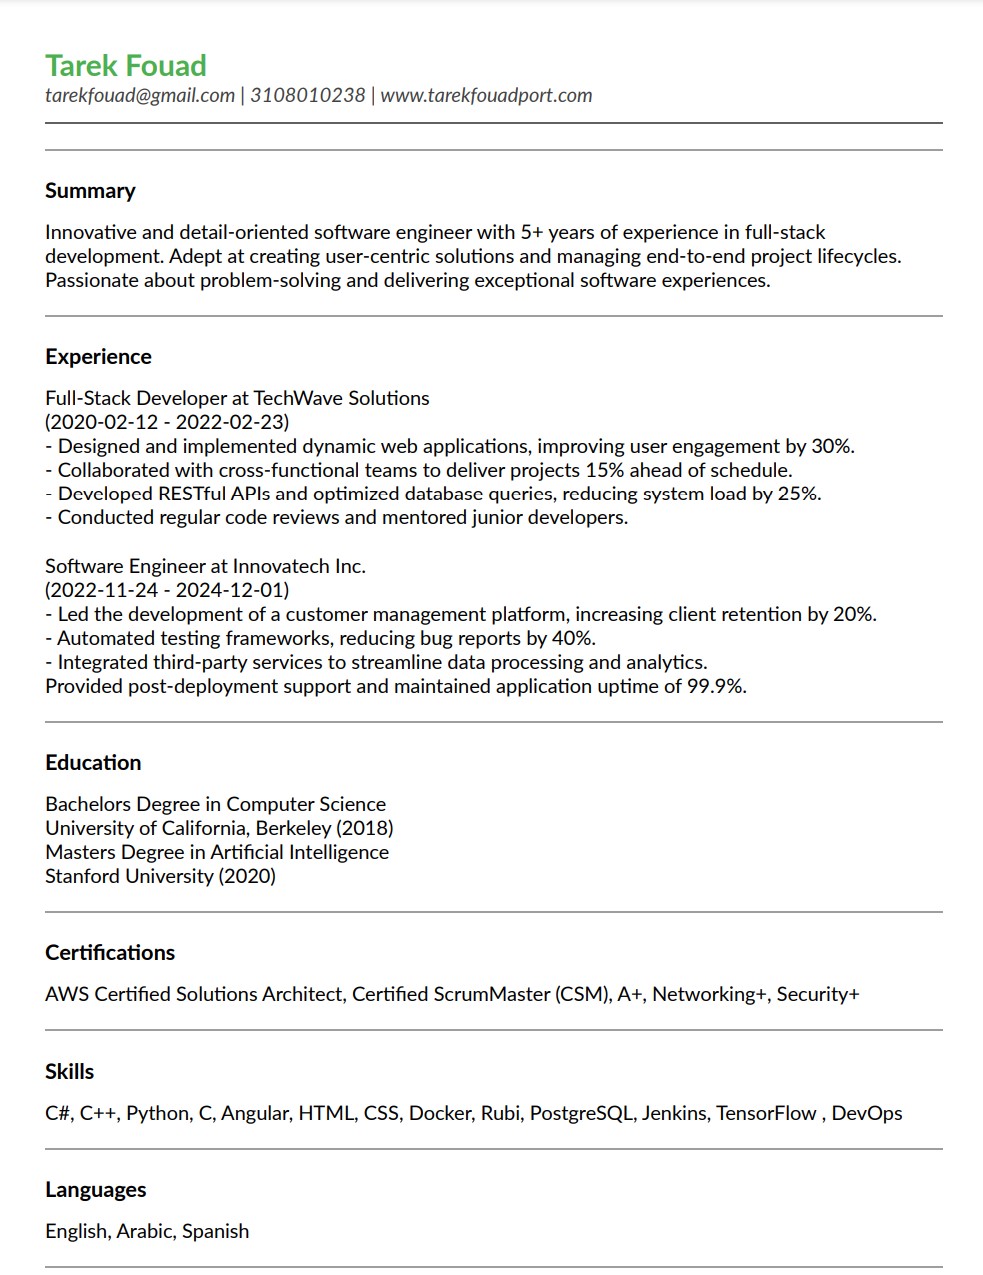 Tarek Fouad
tarekfouad@gmail.com | 3108010238 | www.tarekfouadport.com
Summary
Innovative and detail-oriented software engineer with 5+ years of experience in full-stack
development. Adept at creating user-centric solutions and managing end-to-end project lifecycles.
Passionate about problem-solving and delivering exceptional software experiences.
Experience
Full-Stack Developer at TechWave Solutions
(2020-02-12 - 2022-02-23)
- Designed and implemented dynamic web applications, improving user engagement by 30%.
- Collaborated with cross-functional teams to deliver projects 15% ahead of schedule.
- Developed RESTful APIs and optimized database queries, reducing system load by 25%.
- Conducted regular code reviews and mentored junior developers.
Software Engineer at Innovatech Inc.
(2022-11-24 - 2024-12-01)
- Led the development of a customer management platform, increasing client retention by 20%.
- Automated testing frameworks, reducing bug reports by 40%.
- Integrated third-party services to streamline data processing and analytics.
Provided post-deployment support and maintained application uptime of 99.9%.
Education
Bachelors Degree in Computer Science
University of California, Berkeley (2018)
Masters Degree in Artificial Intelligence
Stanford University (2020)
Certifications
AWS Certified Solutions Architect, Certified ScrumMaster (CSM), A+, Networking+, Security+
Skills
C#, C++, Python, C, Angular, HTML, CSS, Docker, Rubi, PostgreSQL, Jenkins, TensorFlow , DevOps
Languages
English, Arabic, Spanish